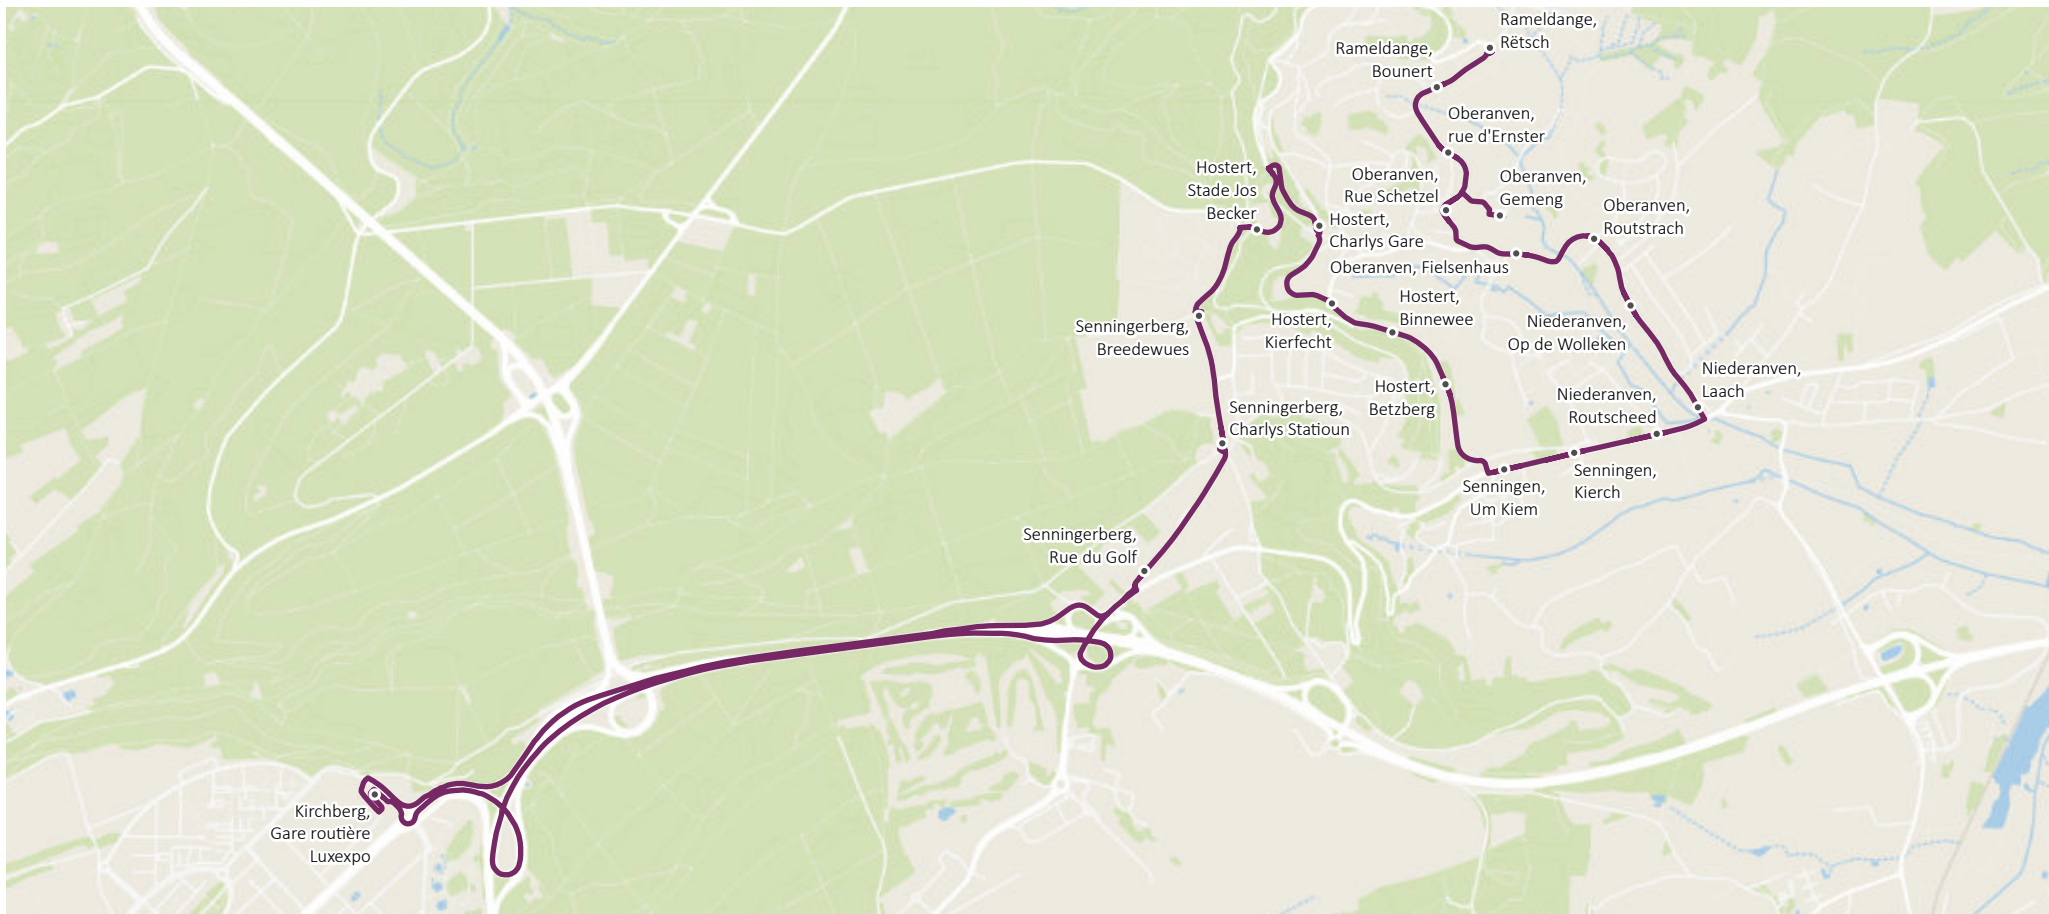 Rameldange,
Rëtsch
Rameldange,
Bounert
Oberanven,
rue d'Ernster
Hostert,
Stade Jos
Becker
Oberanven,
Rue Schetzel
Oberanven,
Gemeng
Oberanven,
Routstrach
Hostert,
Charlys Gare
Oberanven, Fielsenhaus
Hostert,
Binnewee
Senningerberg,
Breedewues
Hostert,
Kierfecht
Niederanven,
Op de Wolleken
Niederanven,
Laach
Hostert,
Betzberg
Niederanven,
Routscheed
Senningerberg,
Charlys Statioun
Senningen,
Kierch
Senningen,
Um Kiem
Senningerberg,
Rue du Golf
Kirchberg,
Gare routière
Luxexpo